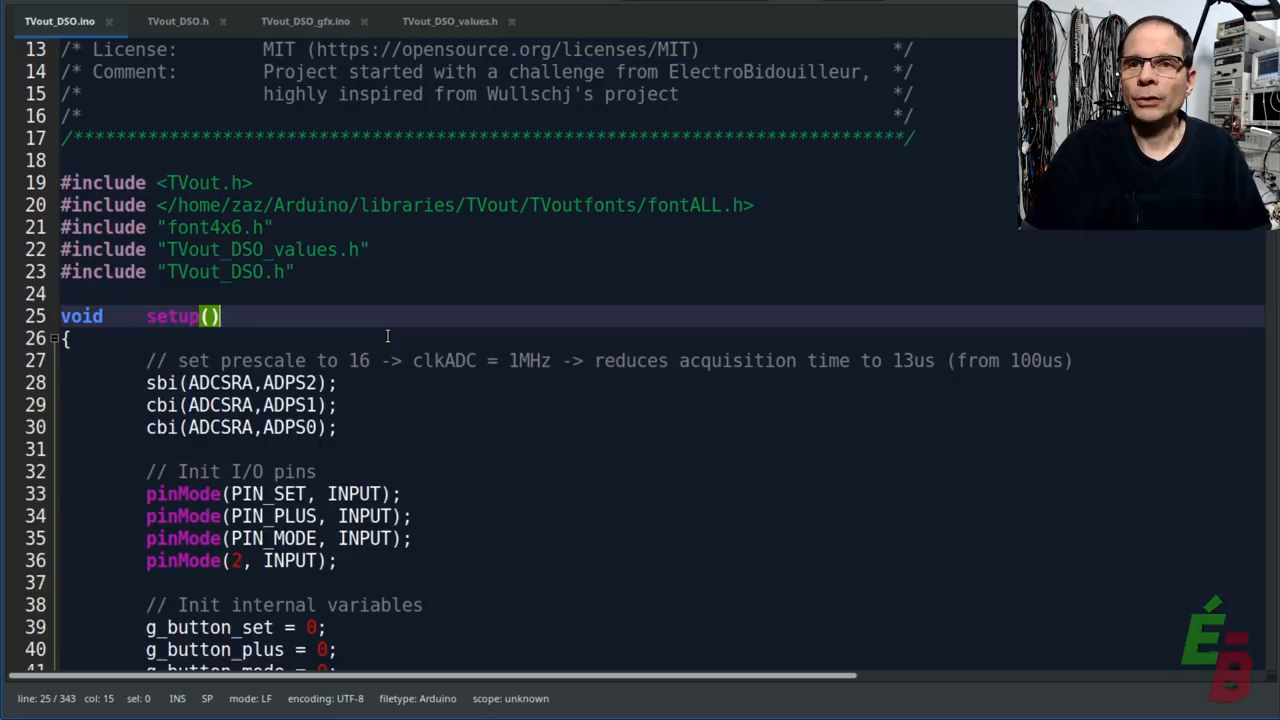 TVout_DSO.ino TVout_DSO.h TVout_DSO_gfx.ino TVout_DSO_values.h
13 /* License: MIT (https://opensource.org/licenses/MIT) */
14 /* Comment: Project started with a challenge from ElectroBidouilleur, */
15 /* highly inspired from Wullschj's project */
16 /* */
17 /******************************************************************************/
18
19 #include <TVout.h>
20 #include </home/zaz/Arduino/libraries/TVout/TVoutfonts/fontALL.h>
21 #include "font4x6.h"
22 #include "TVout_DSO_values.h"
23 #include "TVout_DSO.h"
24
25 void setup()
26 {
27 // set prescale to 16 -> clkADC = 1MHz -> reduces acquisition time to 13us (from 100us)
28 sbi(ADCSRA,ADPS2);
29 cbi(ADCSRA,ADPS1);
30 cbi(ADCSRA,ADPS0);
31
32 // Init I/O pins
33 pinMode(PIN_SET, INPUT);
34 pinMode(PIN_PLUS, INPUT);
35 pinMode(PIN_MODE, INPUT);
36 pinMode(2, INPUT);
37
38 // Init internal variables
39 g_button_set = 0;
40 g_button_plus = 0;
41 g_button_mode = 0;
line: 25 / 343 col: 15 sel: 0 INS SP mode: LF encoding: UTF-8 filetype: Arduino scope: unknown
ÉB